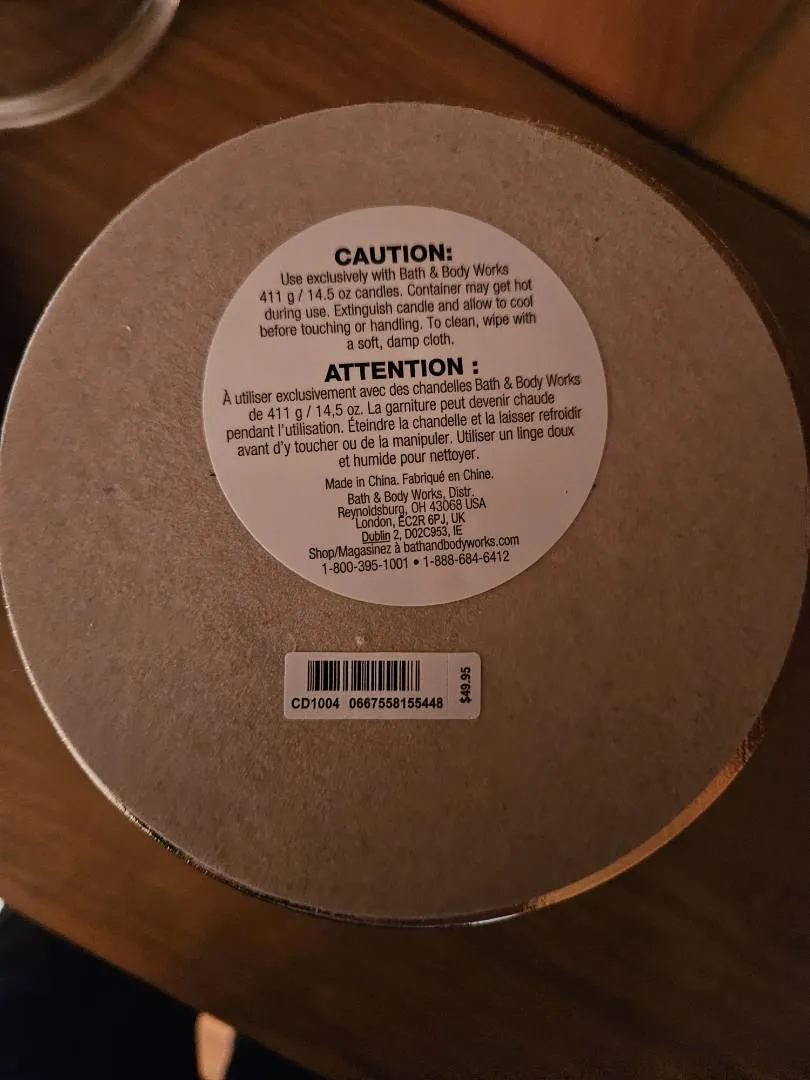 CAUTION:
Use exclusively with Bath & Body Works
411 g / 14.5 oz candles. Container may get hot
during use. Extinguish candle and allow to cool
before touching or handling. To clean, wipe with
a soft, damp cloth.
ATTENTION :
À utiliser exclusivement avec des chandelles Bath & Body Works
de 411 g / 14,5 oz. La garniture peut devenir chaude
pendant l'utilisation. Éteindre la chandelle et la laisser refroidir
avant d'y toucher ou de la manipuler. Utiliser un linge doux
et humide pour nettoyer.
Made in China. Fabriqué en Chine.
Bath & Body Works, Distr.
Reynoldsburg, OH 43068 USA
London, EC2R 6PJ, UK
Dublin 2, D02C953, IE
Shop/Magasinez à bathandbodyworks.com
1-800-395-1001 • 1-888-684-6412
CD1004 0667558155448
$49.95